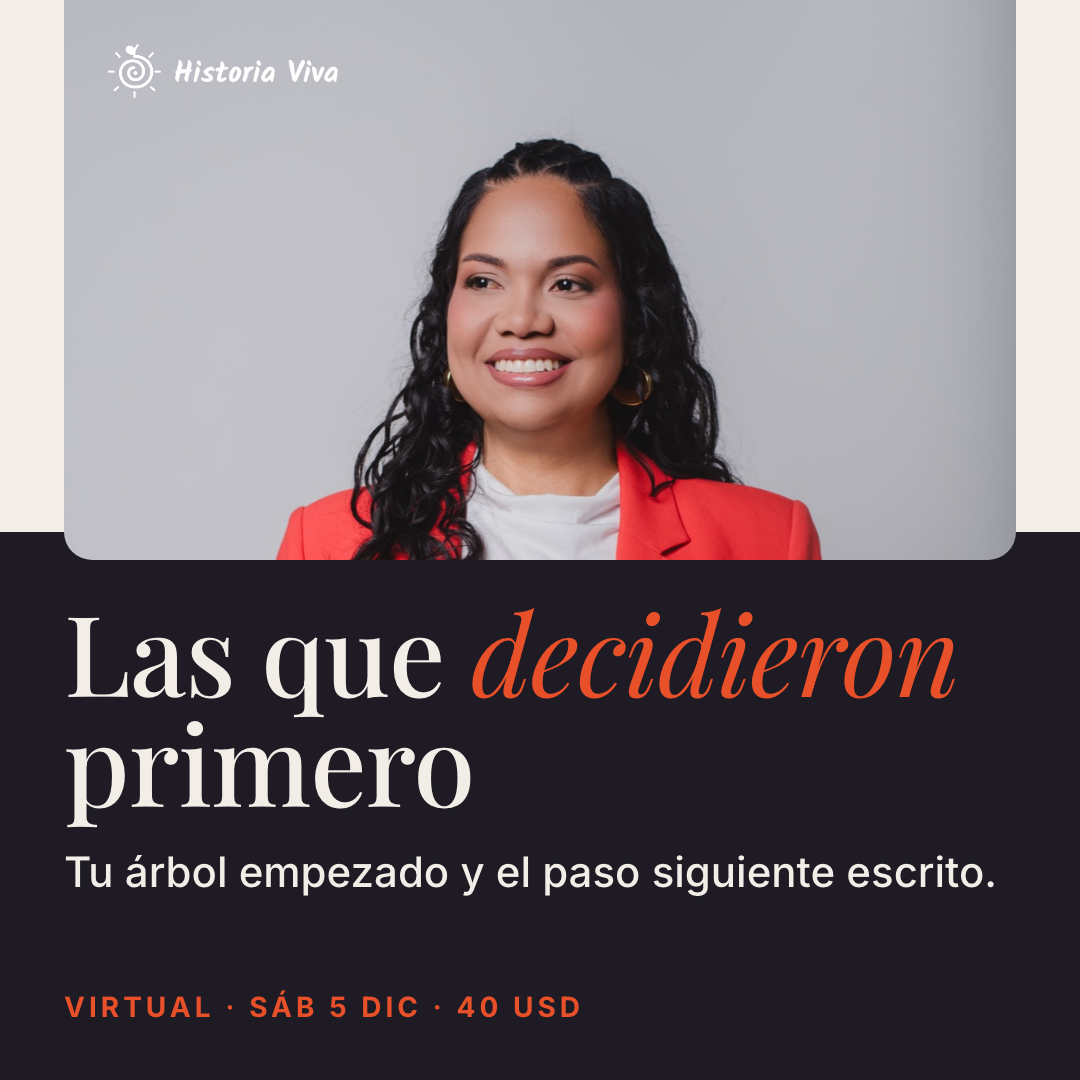 Historia Viva
Las que decidieron
primero
Tu árbol empezado y el paso siguiente escrito.
VIRTUAL · SÁB 5 DIC · 40 USD